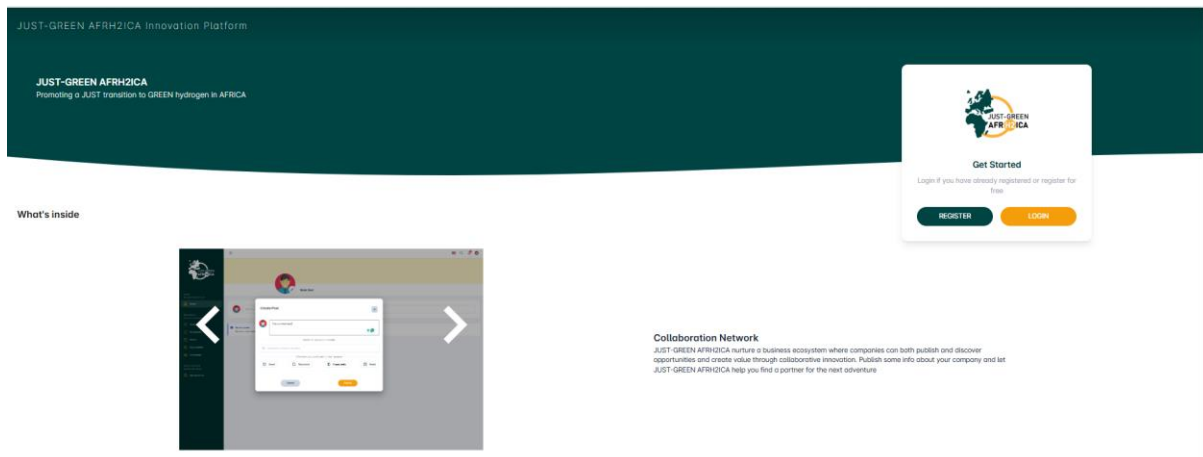 JUST-GREEN AFRH2ICA Innovation Platform
JUST-GREEN AFRH2ICA
Promoting a JUST transition to GREEN hydrogen in AFRICA
JUST-GREEN
AFRH2ICA
Get Started
Login if you have already registered or register for
free
REGISTER
LOGIN
What's inside
Collaboration Network
JUST-GREEN AFRH2ICA nurture a business ecosystem where companies can both publish and discover
opportunities and create value through collaborative innovation. Publish some info about your company and let
JUST-GREEN AFRH2ICA help you find a partner for the next adventure